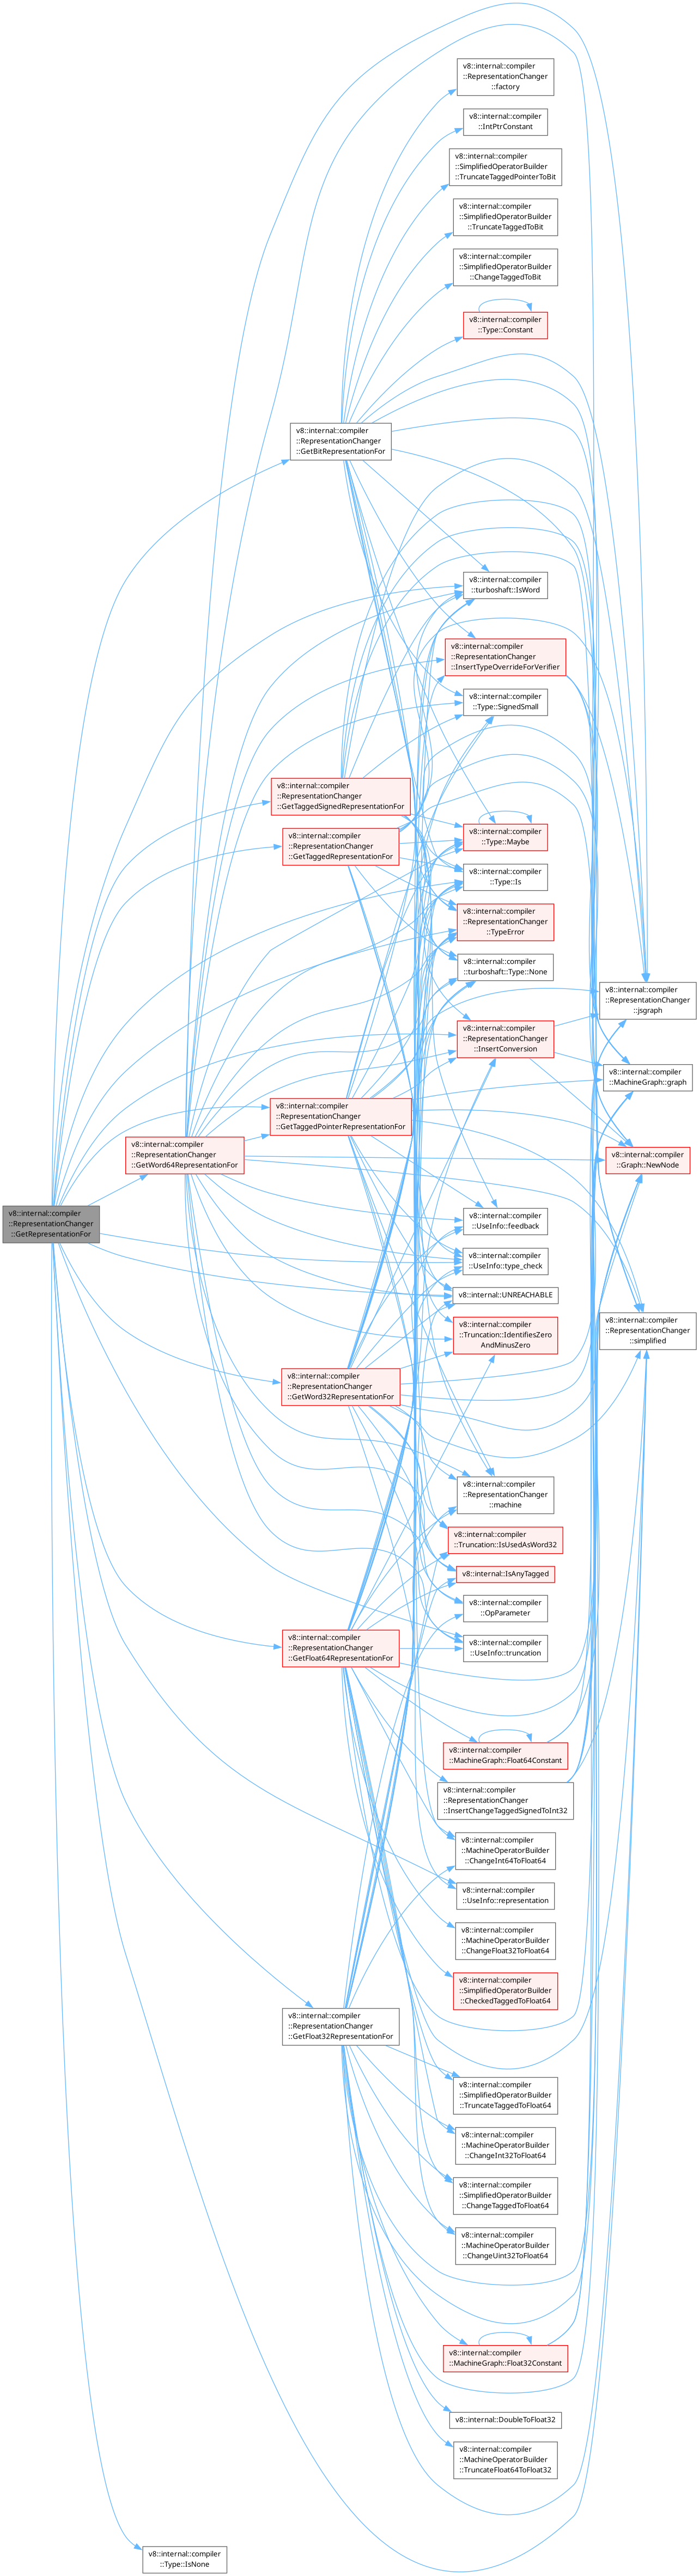 v8::internal::compiler
::RepresentationChanger
::GetRepresentationFor
v8::internal::compiler
::RepresentationChanger
::GetWord64RepresentationFor
v8::internal::compiler
::Type::IsNone
v8::internal::compiler
::RepresentationChanger
::GetBitRepresentationFor
v8::internal::compiler
::RepresentationChanger
::GetTaggedSignedRepresentationFor
v8::internal::compiler
::RepresentationChanger
::GetTaggedRepresentationFor
v8::internal::compiler
::RepresentationChanger
::GetTaggedPointerRepresentationFor
v8::internal::compiler
::RepresentationChanger
::GetWord32RepresentationFor
v8::internal::compiler
::RepresentationChanger
::GetFloat64RepresentationFor
v8::internal::compiler
::RepresentationChanger
::GetFloat32RepresentationFor
v8::internal::compiler
::RepresentationChanger
::factory
v8::internal::compiler
::IntPtrConstant
v8::internal::compiler
::SimplifiedOperatorBuilder
::TruncateTaggedPointerToBit
v8::internal::compiler
::SimplifiedOperatorBuilder
::TruncateTaggedToBit
v8::internal::compiler
::SimplifiedOperatorBuilder
::ChangeTaggedToBit
v8::internal::compiler
::Type::Constant
v8::internal::compiler
::turboshaft::IsWord
v8::internal::compiler
::RepresentationChanger
::InsertTypeOverrideForVerifier
v8::internal::compiler
::Type::SignedSmall
v8::internal::compiler
::Type::Maybe
v8::internal::compiler
::Type::Is
v8::internal::compiler
::RepresentationChanger
::TypeError
v8::internal::compiler
::turboshaft::Type::None
v8::internal::compiler
::RepresentationChanger
::InsertConversion
v8::internal::compiler
::UseInfo::feedback
v8::internal::compiler
::UseInfo::type_check
v8::internal::UNREACHABLE
v8::internal::compiler
::Truncation::IdentifiesZero
AndMinusZero
v8::internal::compiler
::RepresentationChanger
::machine
v8::internal::compiler
::Truncation::IsUsedAsWord32
v8::internal::IsAnyTagged
v8::internal::compiler
::OpParameter
v8::internal::compiler
::UseInfo::truncation
v8::internal::compiler
::MachineGraph::Float64Constant
v8::internal::compiler
::RepresentationChanger
::InsertChangeTaggedSignedToInt32
v8::internal::compiler
::MachineOperatorBuilder
::ChangeInt64ToFloat64
v8::internal::compiler
::UseInfo::representation
v8::internal::compiler
::MachineOperatorBuilder
::ChangeFloat32ToFloat64
v8::internal::compiler
::SimplifiedOperatorBuilder
::CheckedTaggedToFloat64
v8::internal::compiler
::SimplifiedOperatorBuilder
::TruncateTaggedToFloat64
v8::internal::compiler
::MachineOperatorBuilder
::ChangeInt32ToFloat64
v8::internal::compiler
::SimplifiedOperatorBuilder
::ChangeTaggedToFloat64
v8::internal::compiler
::MachineOperatorBuilder
::ChangeUint32ToFloat64
v8::internal::compiler
::MachineGraph::Float32Constant
v8::internal::DoubleToFloat32
v8::internal::compiler
::MachineOperatorBuilder
::TruncateFloat64ToFloat32
v8::internal::compiler
::RepresentationChanger
::jsgraph
v8::internal::compiler
::MachineGraph::graph
v8::internal::compiler
::Graph::NewNode
v8::internal::compiler
::RepresentationChanger
::simplified